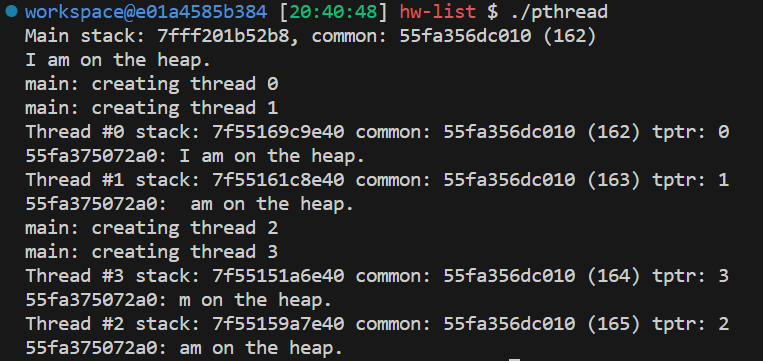 workspace@e01a4585b384 [20:40:48] hw-list $ ./pthread
Main stack: 7fff201b52b8, common: 55fa356dc010 (162)
I am on the heap.
main: creating thread 0
main: creating thread 1
Thread #0 stack: 7f55169c9e40 common: 55fa356dc010 (162) tptr: 0
55fa375072a0: I am on the heap.
Thread #1 stack: 7f55161c8e40 common: 55fa356dc010 (163) tptr: 1
55fa375072a0:  am on the heap.
main: creating thread 2
main: creating thread 3
Thread #3 stack: 7f55151a6e40 common: 55fa356dc010 (164) tptr: 3
55fa375072a0: m on the heap.
Thread #2 stack: 7f55159a7e40 common: 55fa356dc010 (165) tptr: 2
55fa375072a0: am on the heap.